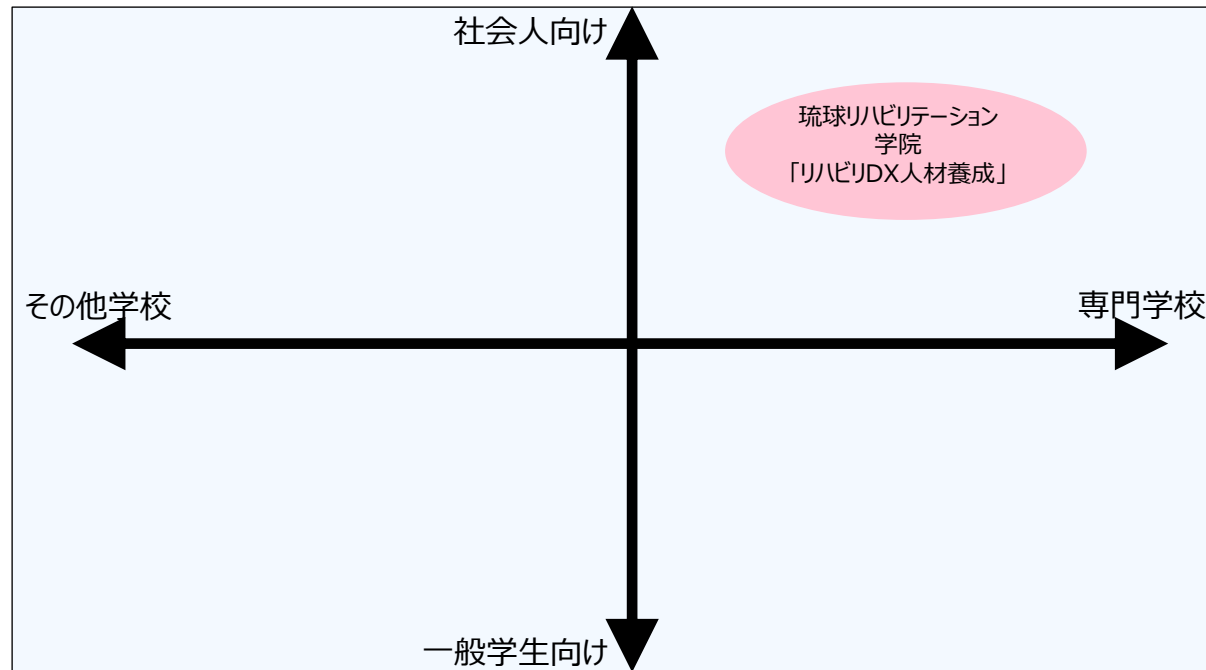 社会人向け
琉球リハビリテーション
学院
「リハビリDX人材養成」
その他学校
専門学校
一般学生向け